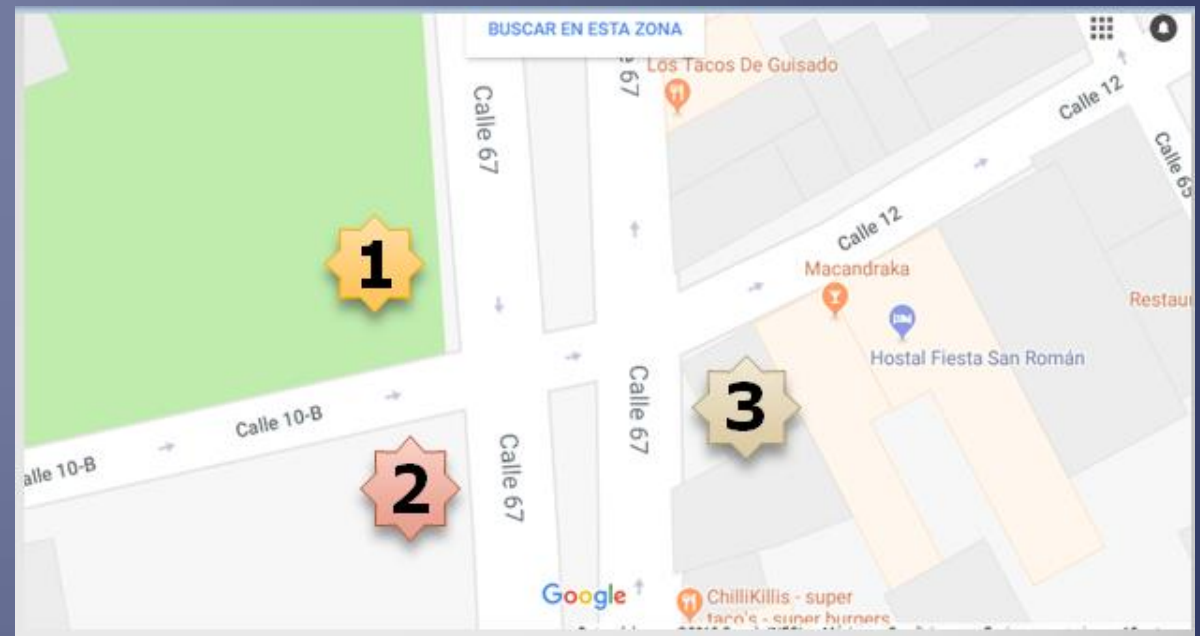 BUSCAR EN ESTA ZONA
67
Los Tacos De Guisado
Calle 12
Calle 67
Calle 65
Calle 12
1
Macandraka
Restau
Hostal Fiesta San Román
Calle 67
3
Calle 10-B
alle 10-B
2
Calle 67
Google
ChilliKillis - super
taco's - super burgers